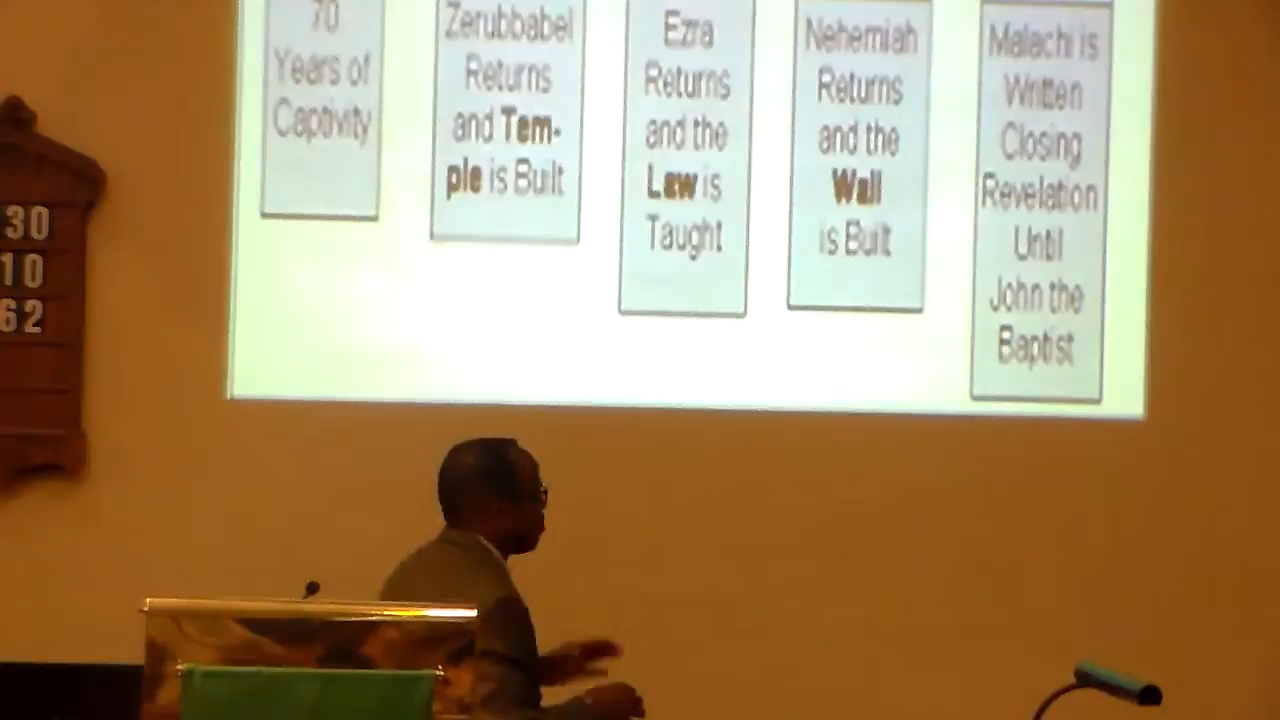 70
Years of
Captivity
Zerubbabel
Returns
and Tem-
ple is Built
Ezra
Returns
and the
Law is
Taught
Nehemiah
Returns
and the
Wall
is Built
Malachi is
Written
Closing
Revelation
Until
John the
Baptist
30
10
62